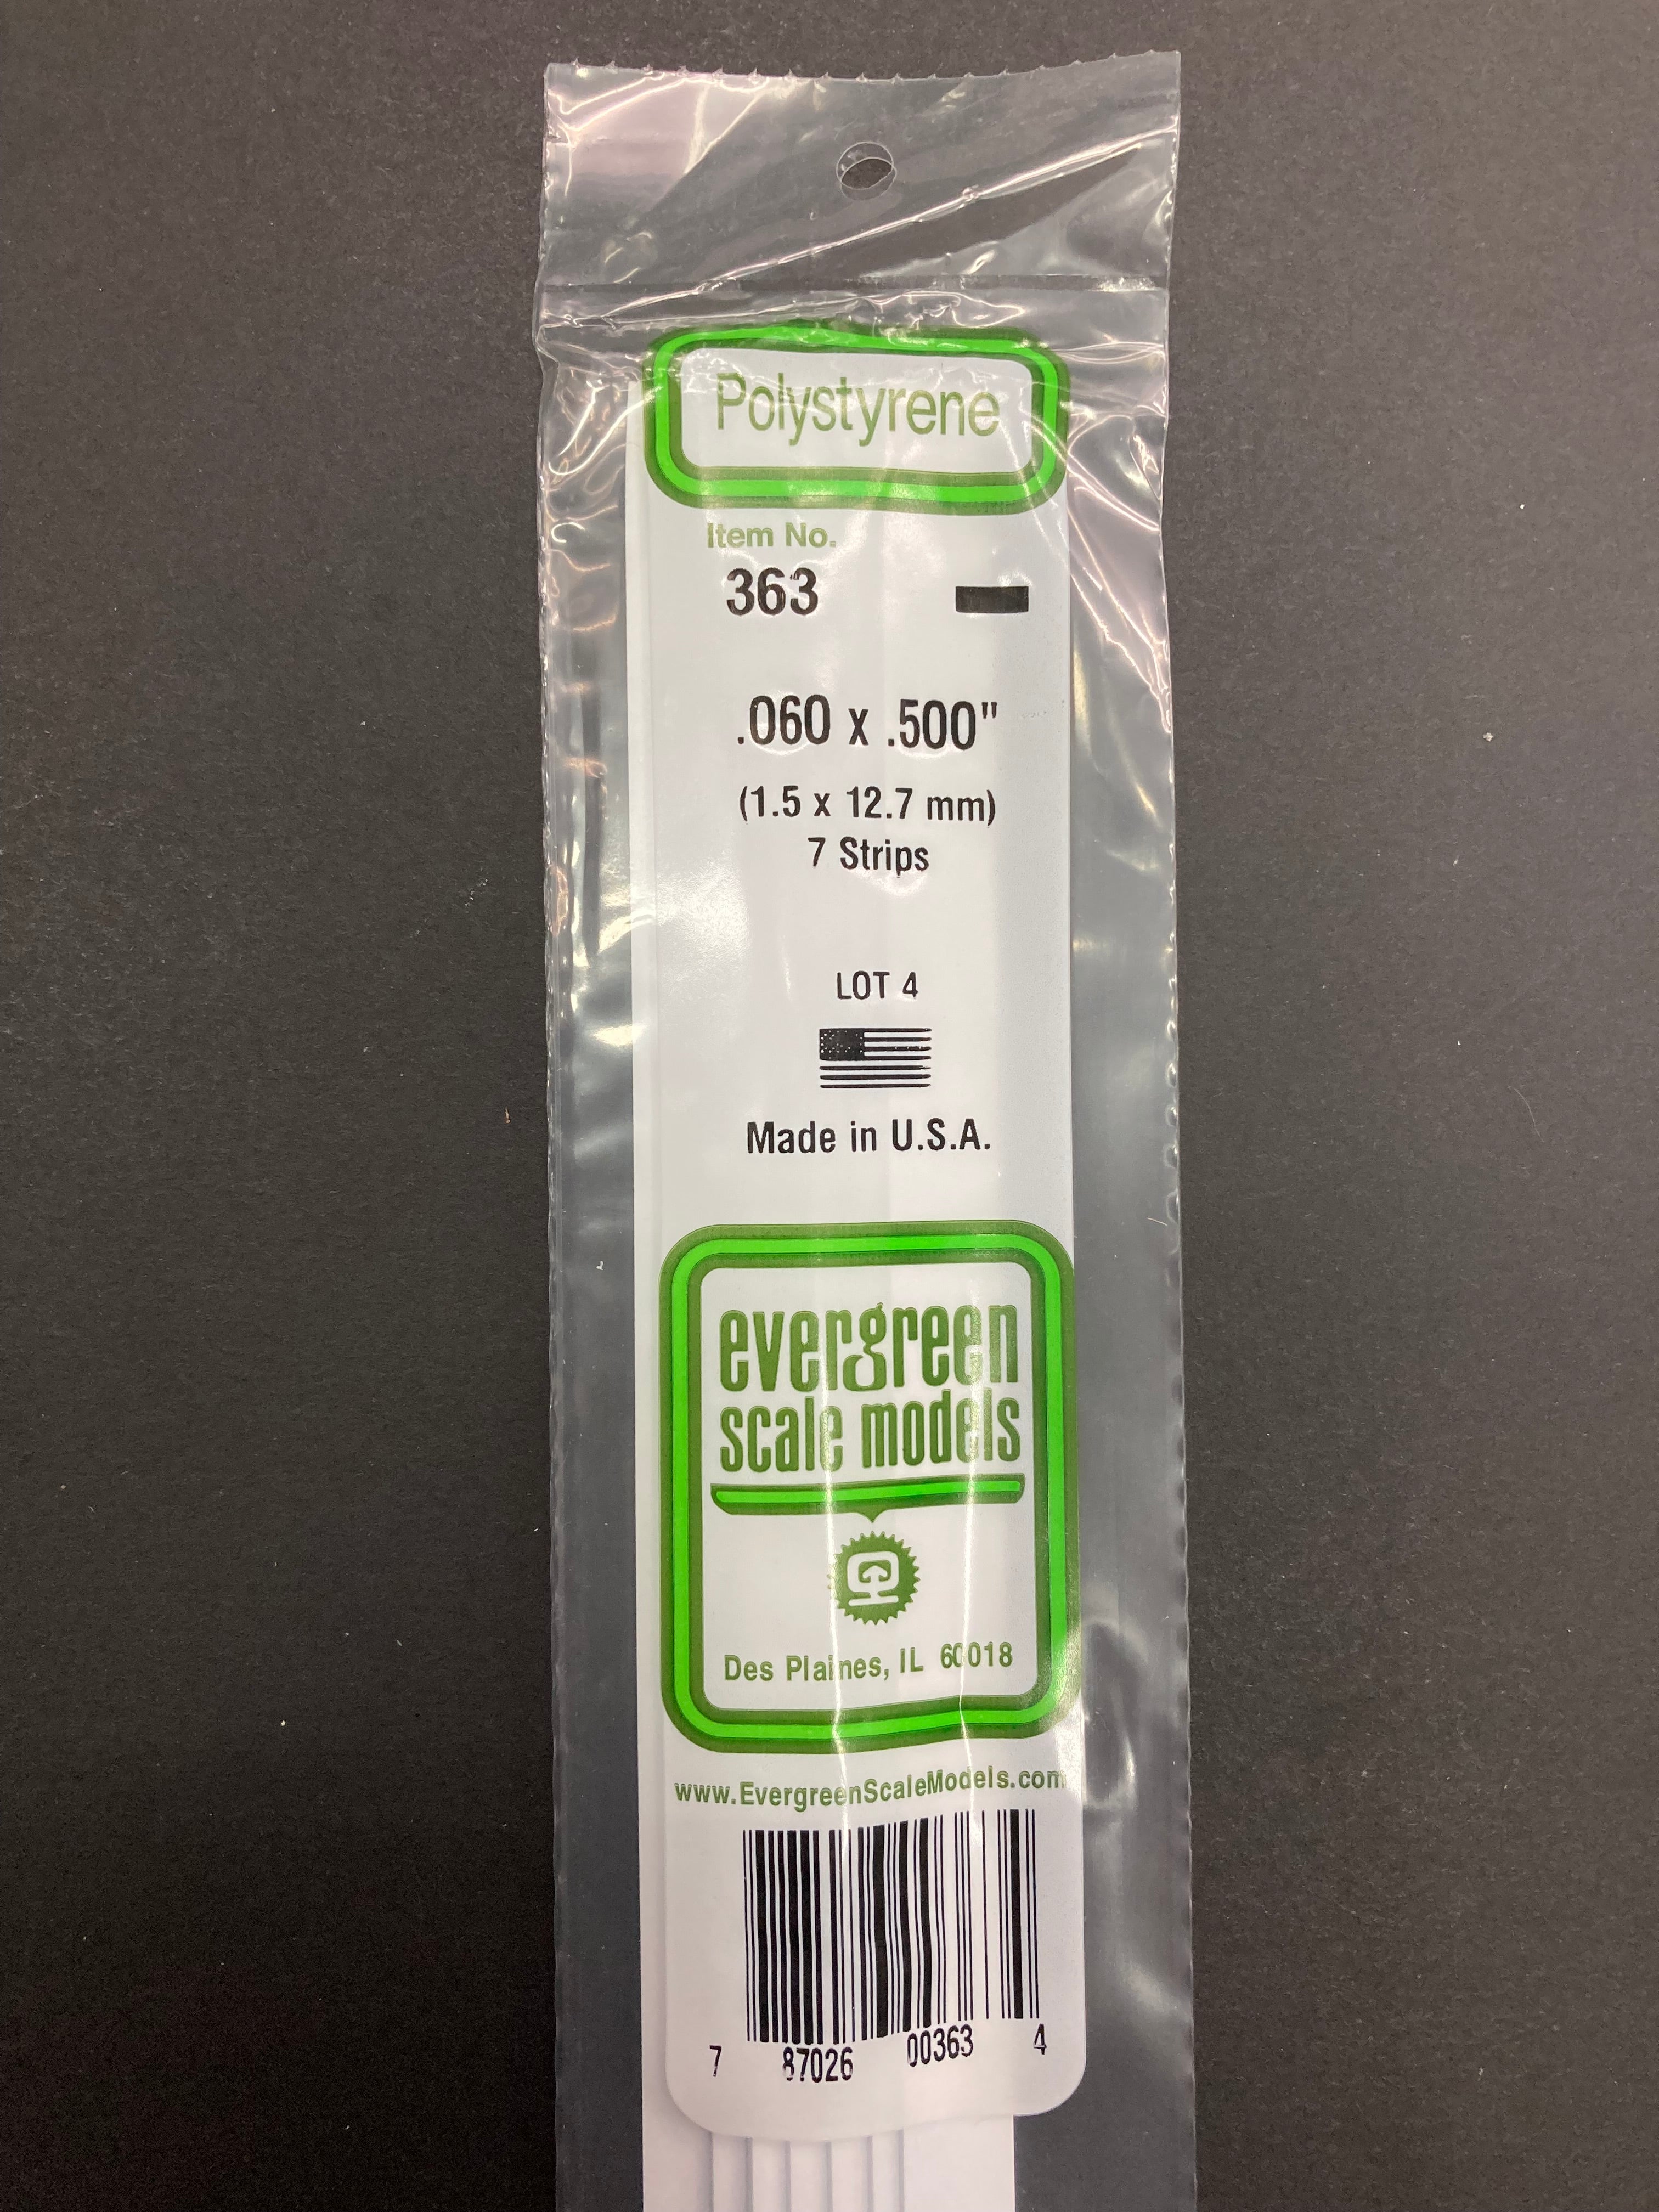 Polystyrene
Item No.
363
.060 x .500"
(1.5 x 12.7 mm)
7 Strips
LOT 4
Made in U.S.A.
evergreen
scale models
Des Plaines, IL 60018
www.EvergreenScaleModels.com
7 87026 00363 4